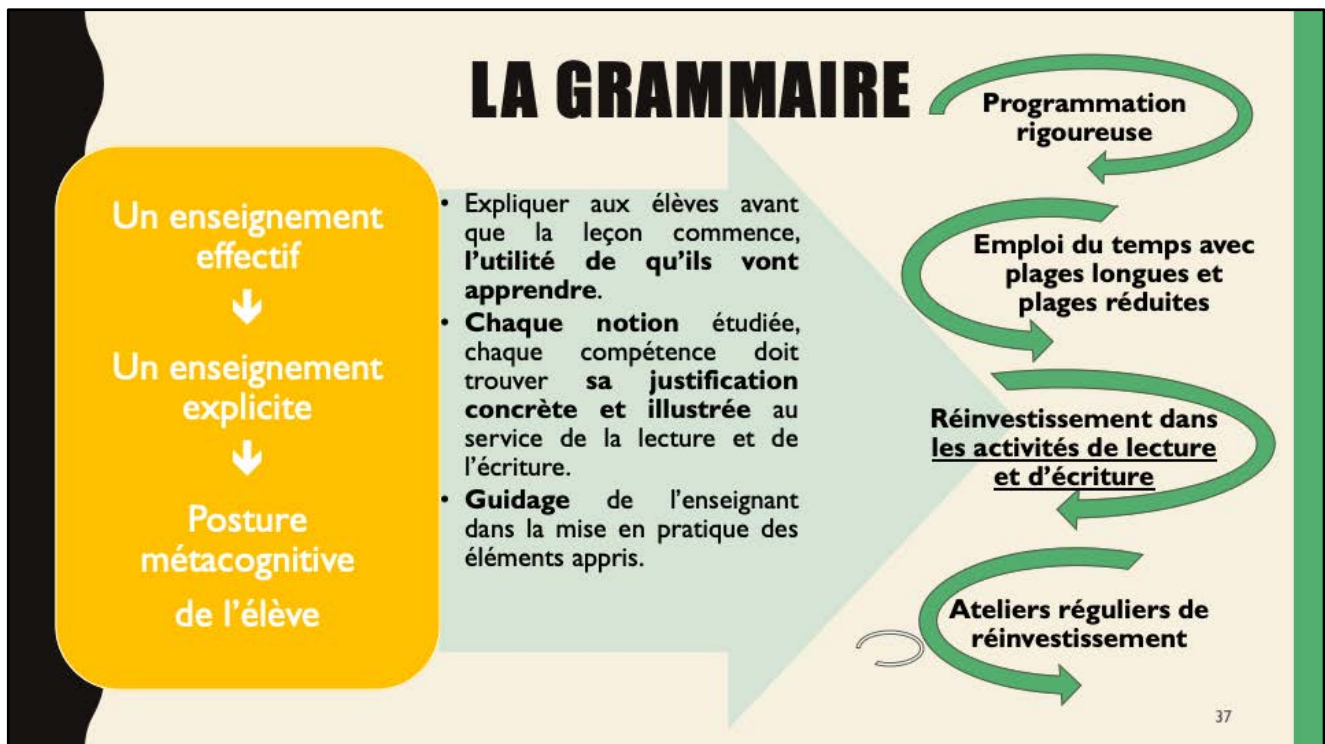 LA GRAMMAIRE
Un enseignement
effectif
↓
Un enseignement
explicite
↓
Posture
métacognitive
de l'élève
• Expliquer aux élèves avant
que la leçon commence,
l'utilité de qu'ils vont
apprendre.
• Chaque notion étudiée,
chaque compétence doit
trouver sa justification
concrète et illustrée au
service de la lecture et de
l'écriture.
• Guidage de l'enseignant
dans la mise en pratique des
éléments appris.
Programmation
rigoureuse
Emploi du temps avec
plages longues et
plages réduites
Réinvestissement dans
les activités de lecture
et d'écriture
Ateliers réguliers de
réinvestissement
37